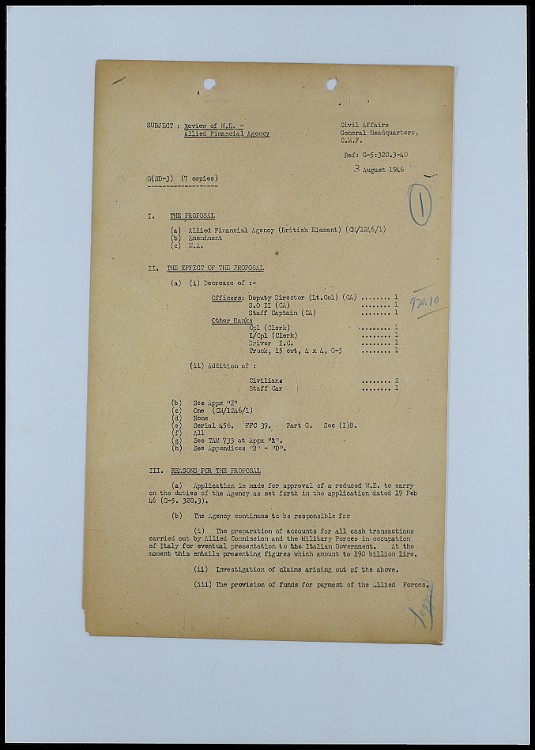 SUBJECT : Review of W.E. -
Allied Financial Agency
Civil Affairs
General Headquarters,
C.M.F.
Ref: G-5:320.3-40
3 August 1946
G(SD-3) (7 copies)
1
I. THE PROPOSAL
(a) Allied Financial Agency (British Element) (CM/1246/1)
(b) Amendment
(c) N.A.
II. THE EFFECT OF THE PROPOSAL
(a) (i) Decrease of :-
Officers: Deputy Director (Lt.Col) (CA) ........ 1
S.O II (CA) ........ 1
Staff Captain (CA) ........ 1
Other Ranks
Cpl (Clerk) ........ 1
L/Cpl (Clerk) ........ 1
Driver I.C. ........ 1
Truck, 15 cwt, 4 x 4, G-S ........ 1
(ii) Addition of :
Civilians ........ 2
Staff Car ........ 1
(b) See Appx "Z"
(c) One (CM/1246/1)
(d) None
(e) Serial 456. FFC 39. Part G. Sec (I)B.
(f) All
(g) See TAM 733 at Appx "A".
(h) See Appendices "B" - "D".
III. REASONS FOR THE PROPOSAL
(a) Application is made for approval of a reduced W.E. to carry
on the duties of the Agency as set forth in the application dated 19 Feb
46 (G-5. 320.3).
(b) The Agency continues to be responsible for
(i) The preparation of accounts for all cash transactions
carried out by Allied Commission and the Military Forces in occupation
of Italy for eventual presentation to the Italian Government. At the
moment this entails presenting figures which amount to 190 billion lire.
(ii) Investigation of claims arising out of the above.
(iii) The provision of funds for payment of the Allied Forces.